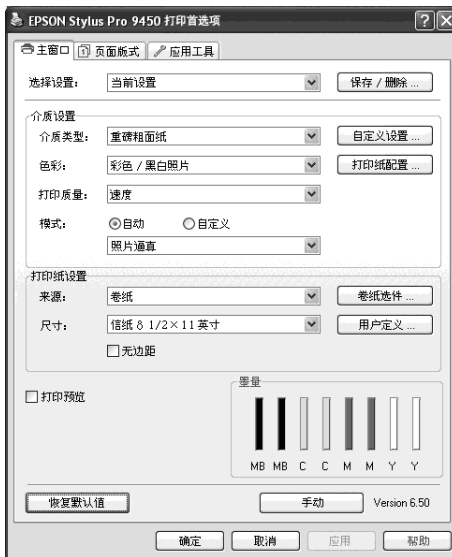 EPSON Stylus Pro 9450 打印首选项
主窗口 页面版式 应用工具
选择设置: 当前设置 保存 / 删除 ...
介质设置
介质类型: 重磅粗面纸 自定义设置 ...
色彩: 彩色 / 黑白照片 打印纸配置 ...
打印质量: 速度
模式: 自动 自定义
照片逼真
打印纸设置
来源: 卷纸 卷纸选件 ...
尺寸: 信纸 8 1/2×11 英寸 用户定义 ...
无边距
打印预览
墨量
MB MB C C M M Y Y
恢复默认值 手动 Version 6.50
确定 取消 应用 帮助